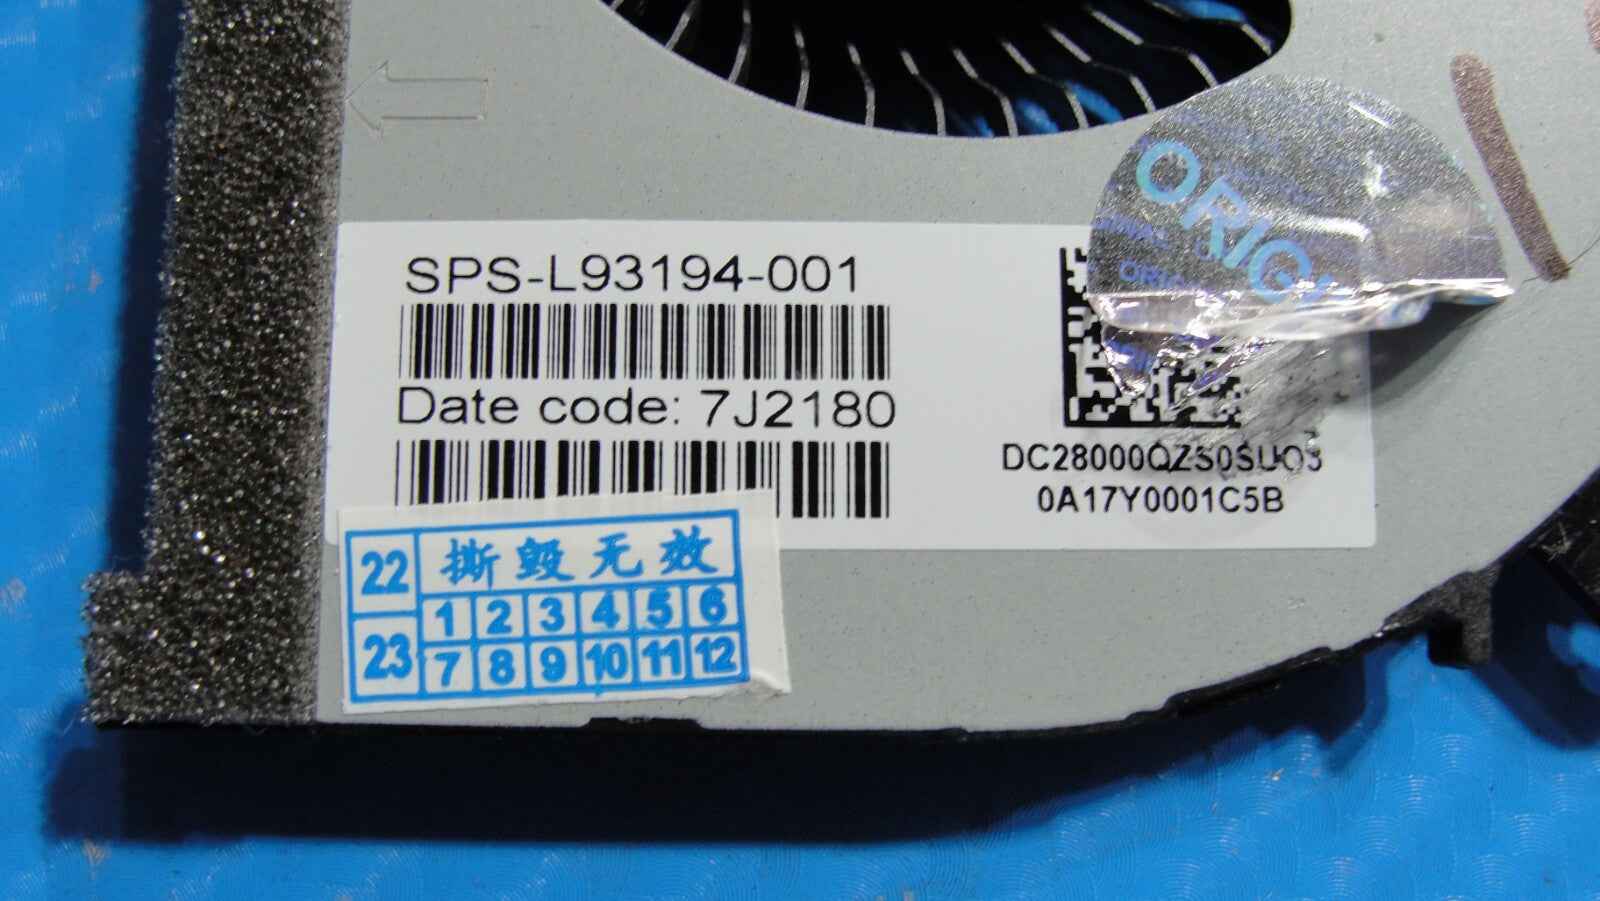 ORIG
ORIG
SPS-L93194-001
Date code: 7J2180
DC28000QZS0SUO3
0A17Y0001C5B
22 撕毁无效
1 2 3 4 5 6
23
7 8 9 10 11 12